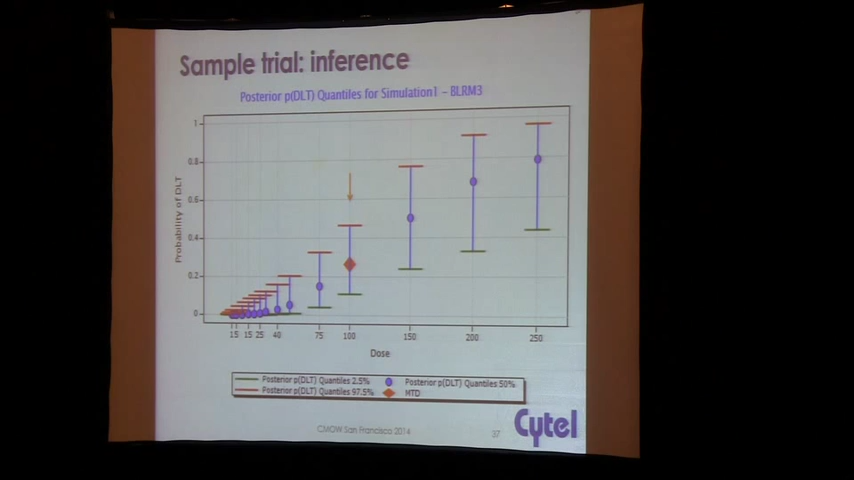 Sample trial: inference
Posterior p(DLT) Quantiles for Simulation1 - BLRM3
Probability of DLT
1
0.8
0.6
0.4
0.2
0
15 15 25 40 75 100 150 200 250
Dose
Posterior p(DLT) Quantiles 2.5% Posterior p(DLT) Quantiles 50%
Posterior p(DLT) Quantiles 97.5% MTD
CMOW San Francisco 2014 37 Cytel